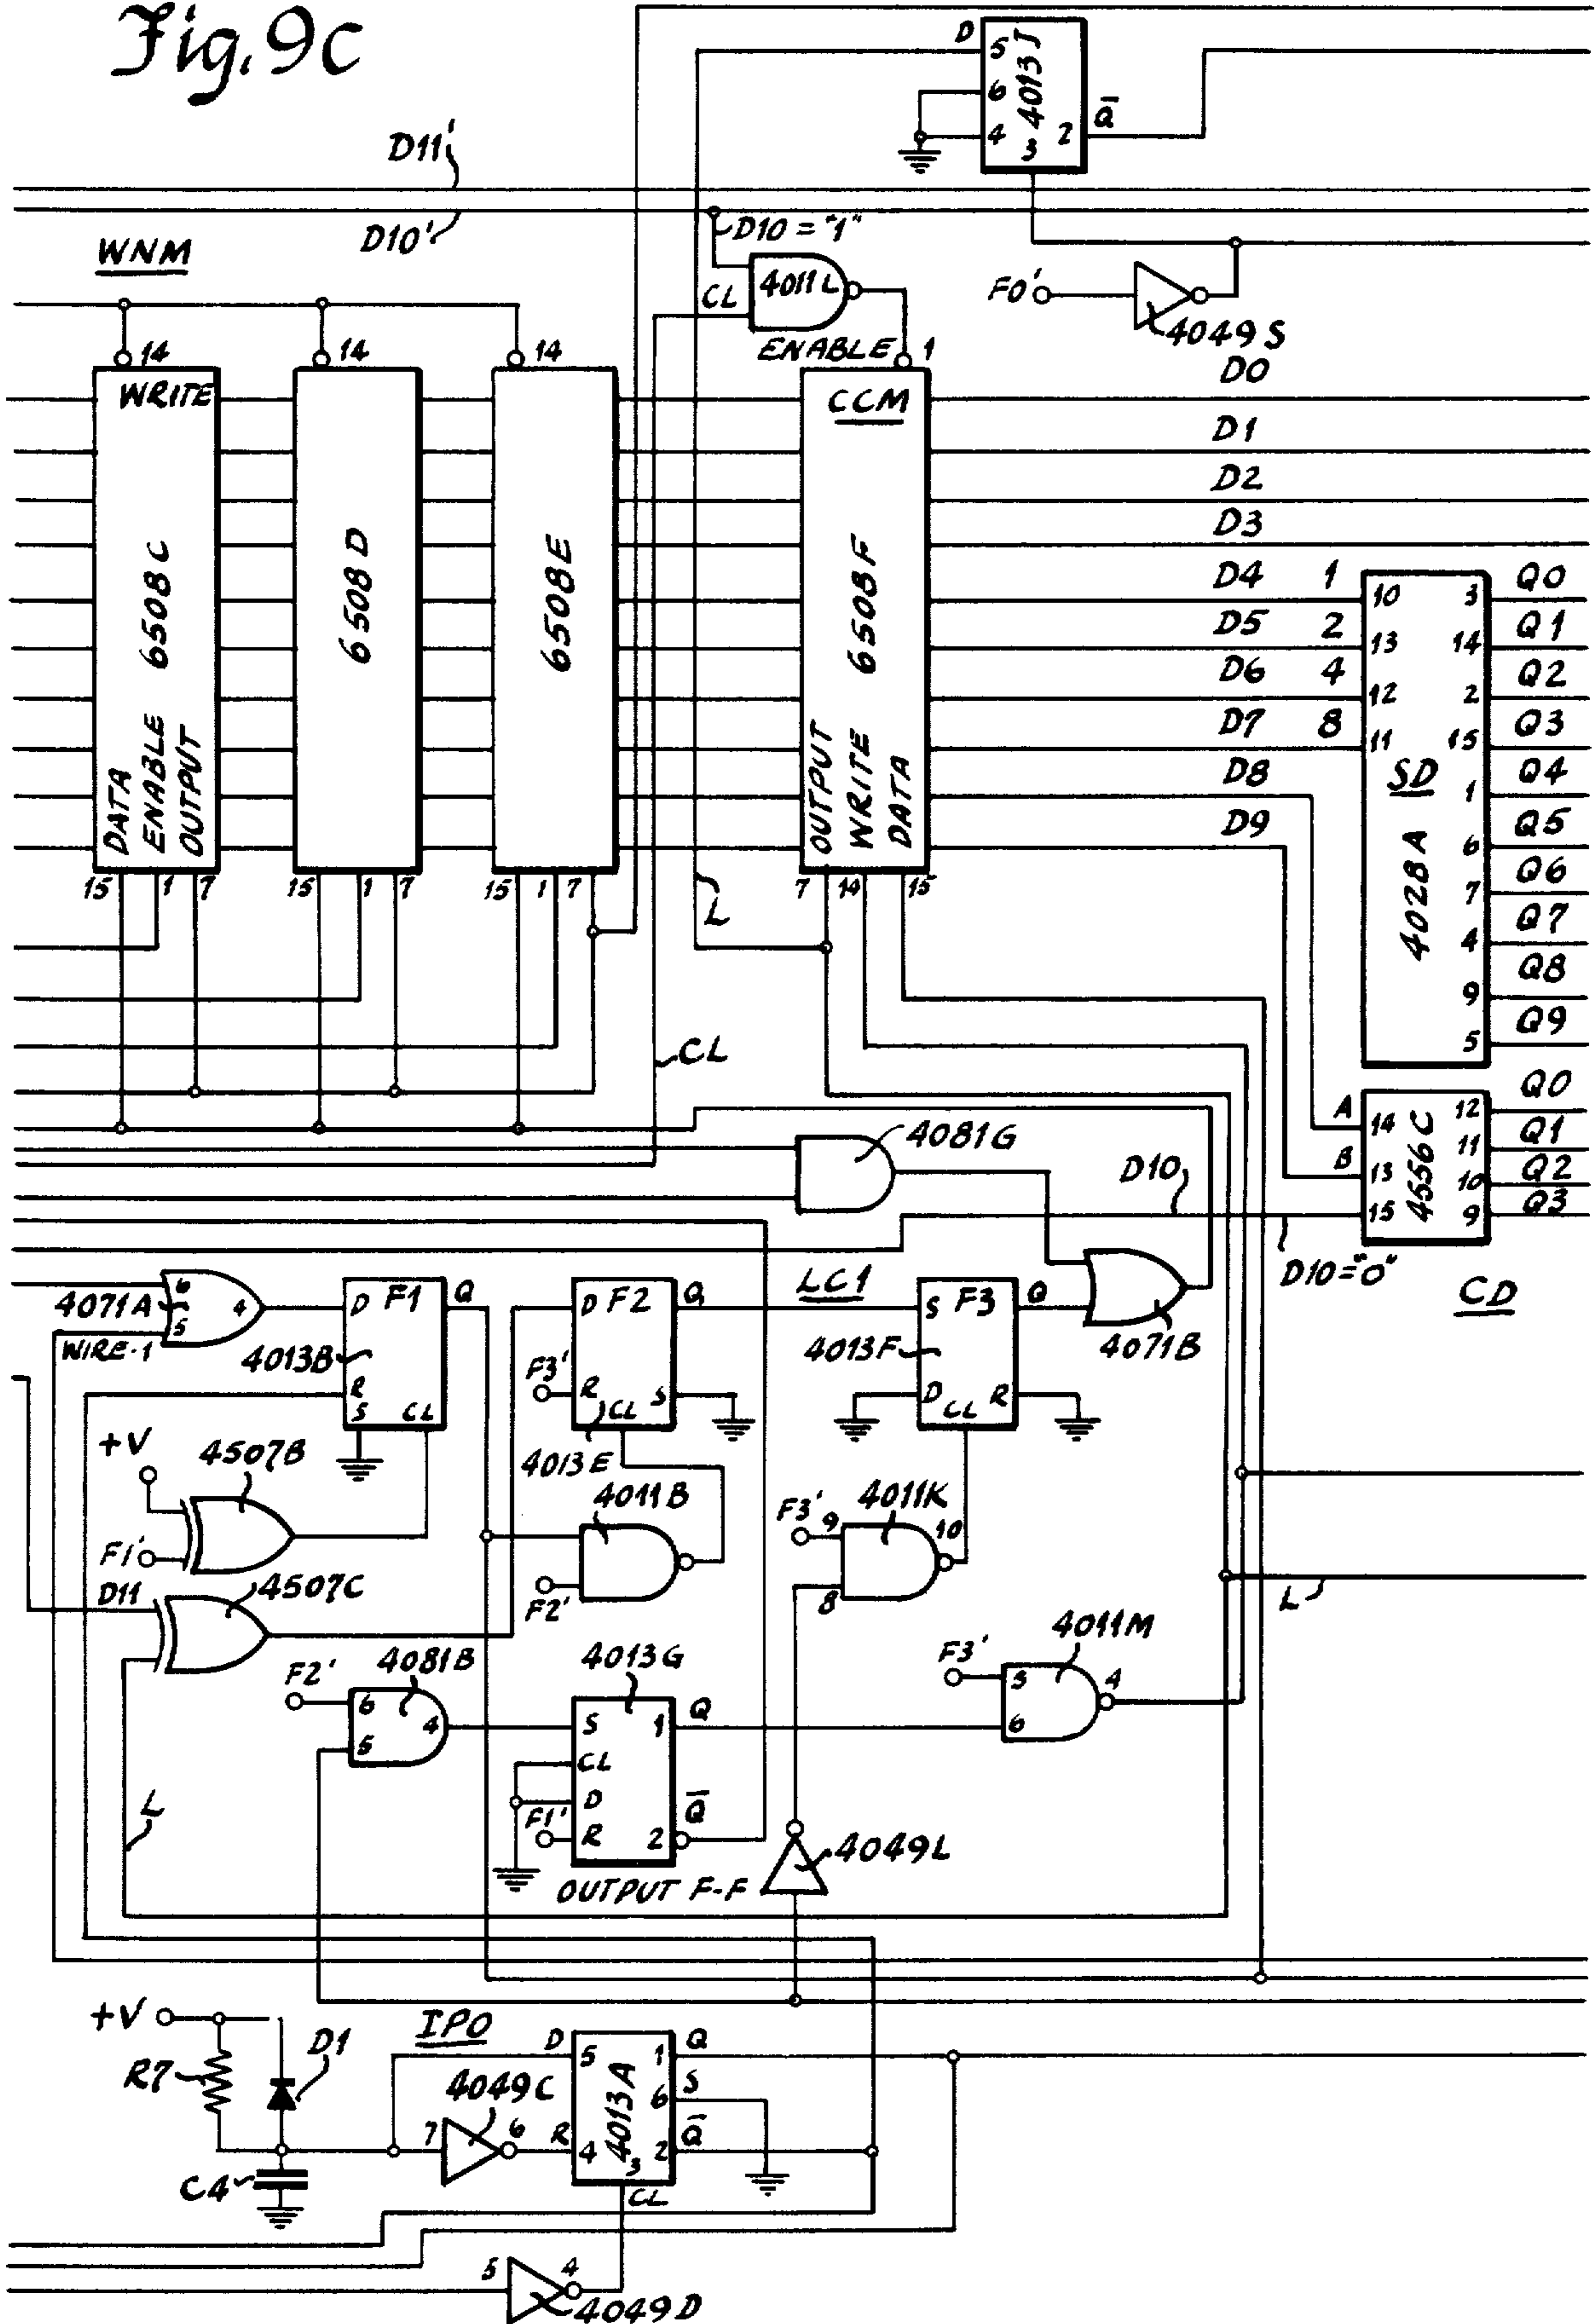 Fig. 9c
D 5 4013J
6
4 3 2 Q̄
D11'
D10'
D10 = "1"
WNM
CL 4011L
F0'
4049S
ENABLE 1
14 14 14
WRITE
CCM
D0
D1
D2
D3
D4 1 10 3 Q0
D5 2 13 14 Q1
D6 4 12 2 Q2
D7 8 11 15 Q3
D8 SD 1 Q4
D9 6 Q5
7 Q6
4 Q7
9 Q8
5 Q9
4028A
6508C
6508D
6508E
6508F
DATA ENABLE OUTPUT
OUTPUT WRITE DATA
15 1 7 15 1 7 15 1 7 7 14 15
L
CL
A 14 12 Q0
B 13 11 Q1
10 Q2
15 9 Q3
4556C
4081G
D10
D10="0"
CD
4071A 6 4
5
WIRE-1
D F1 Q
4013B
R
S CL
D F2 Q
F3' R CL S
4013E
LC1
S F3 Q
4013F
D CL R
4071B
+V
4507B
F1'
4011B
F2'
F3' 9 4011K 10
8
D11
4507C
L
4011M
F3' 5 4
6
F2' 6 4081B 4
5
4013G
S 1 Q
CL
D Q̄
F1' R 2
OUTPUT F-F
4049L
L
+V
R7
D1
C4
IPO
D 5 1 Q
6 S
4049C
7 6 R 4 2 Q̄
4013A
3
CL
5 4
4049D